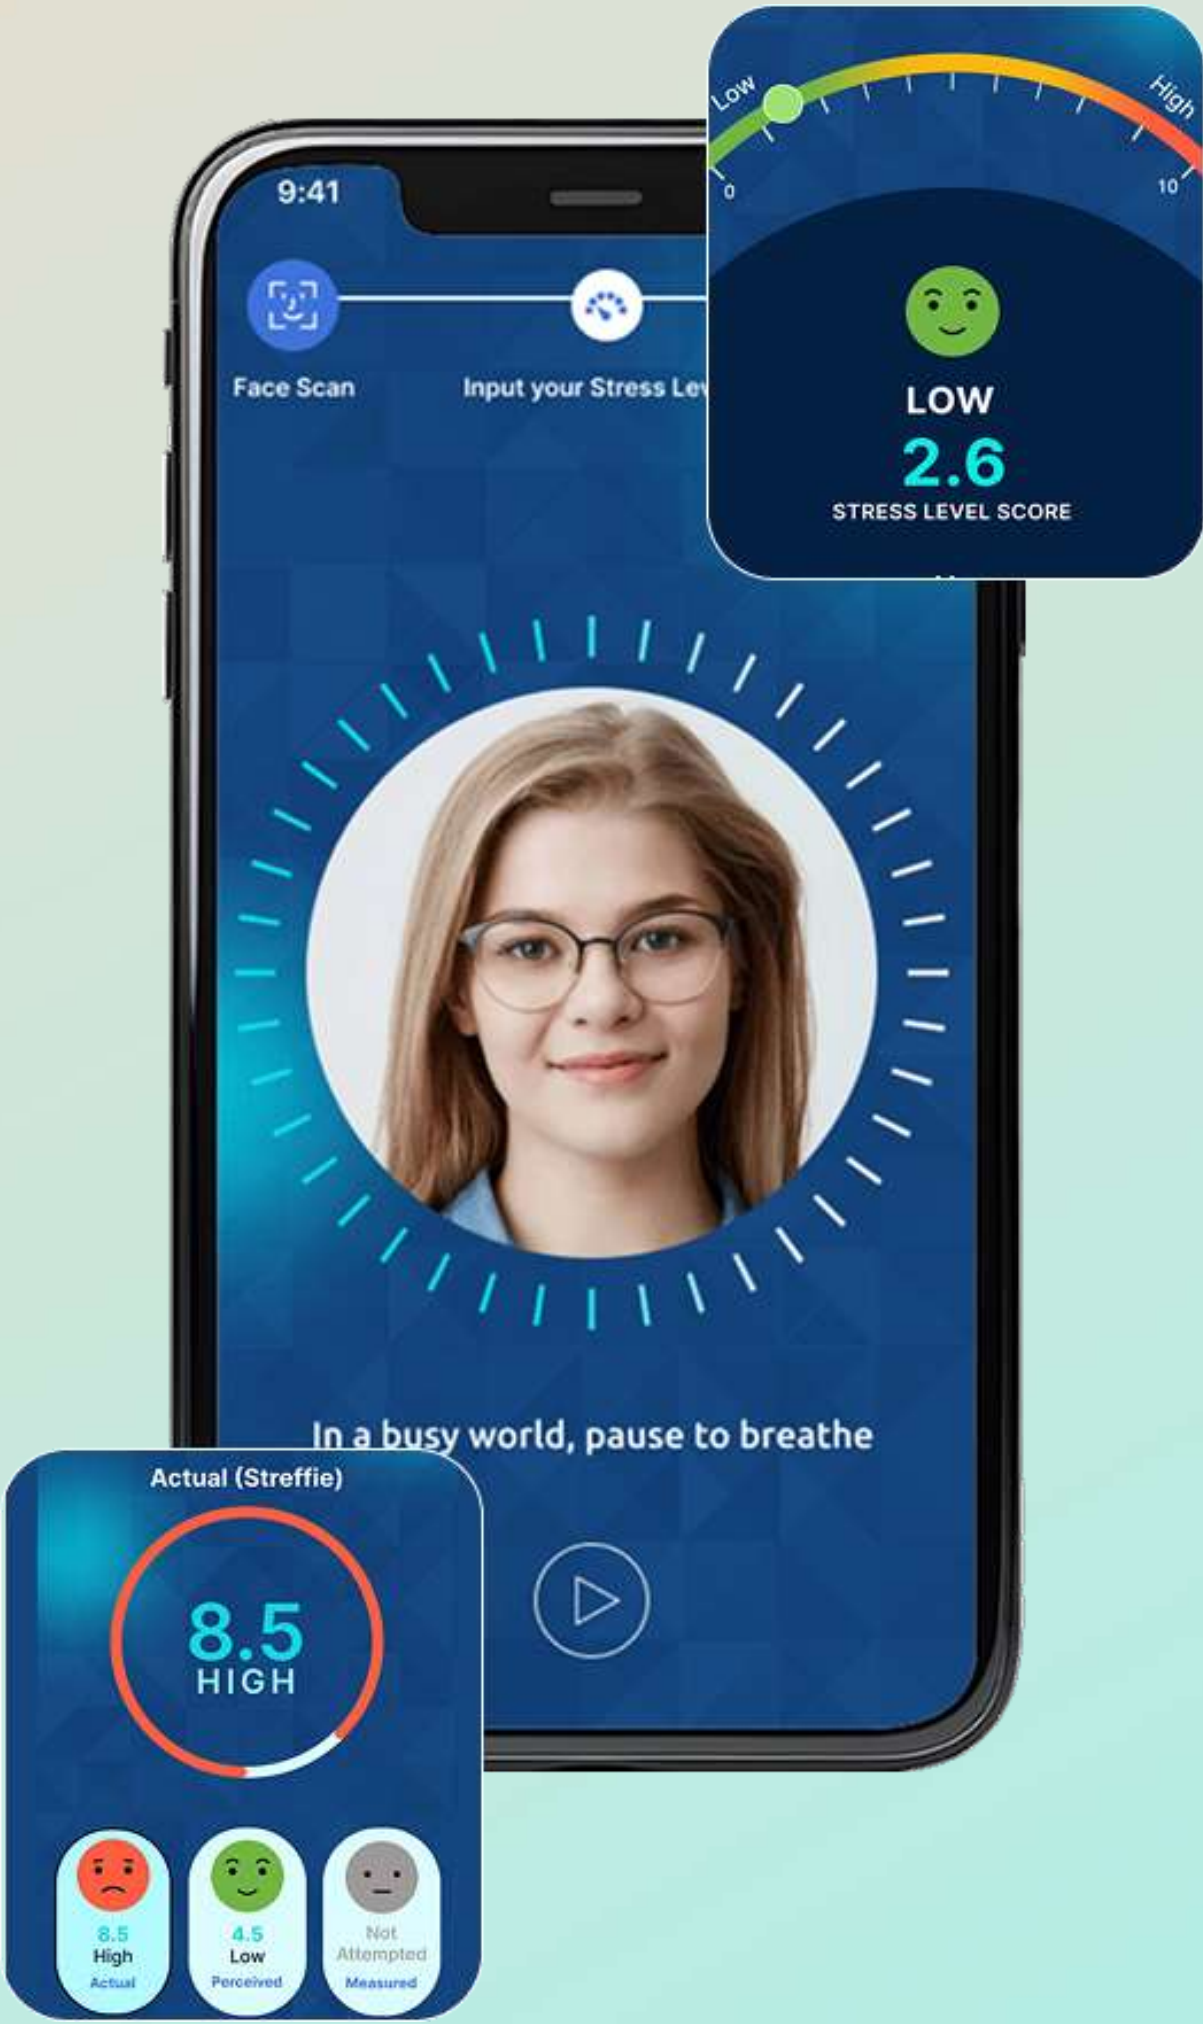 9:41
Face Scan
Input your Stress Lev
Low
High
0
10
LOW
2.6
STRESS LEVEL SCORE
In a busy world, pause to breathe
Actual (Streffie)
8.5
HIGH
8.5
High
Actual
4.5
Low
Perceived
Not
Attempted
Measured